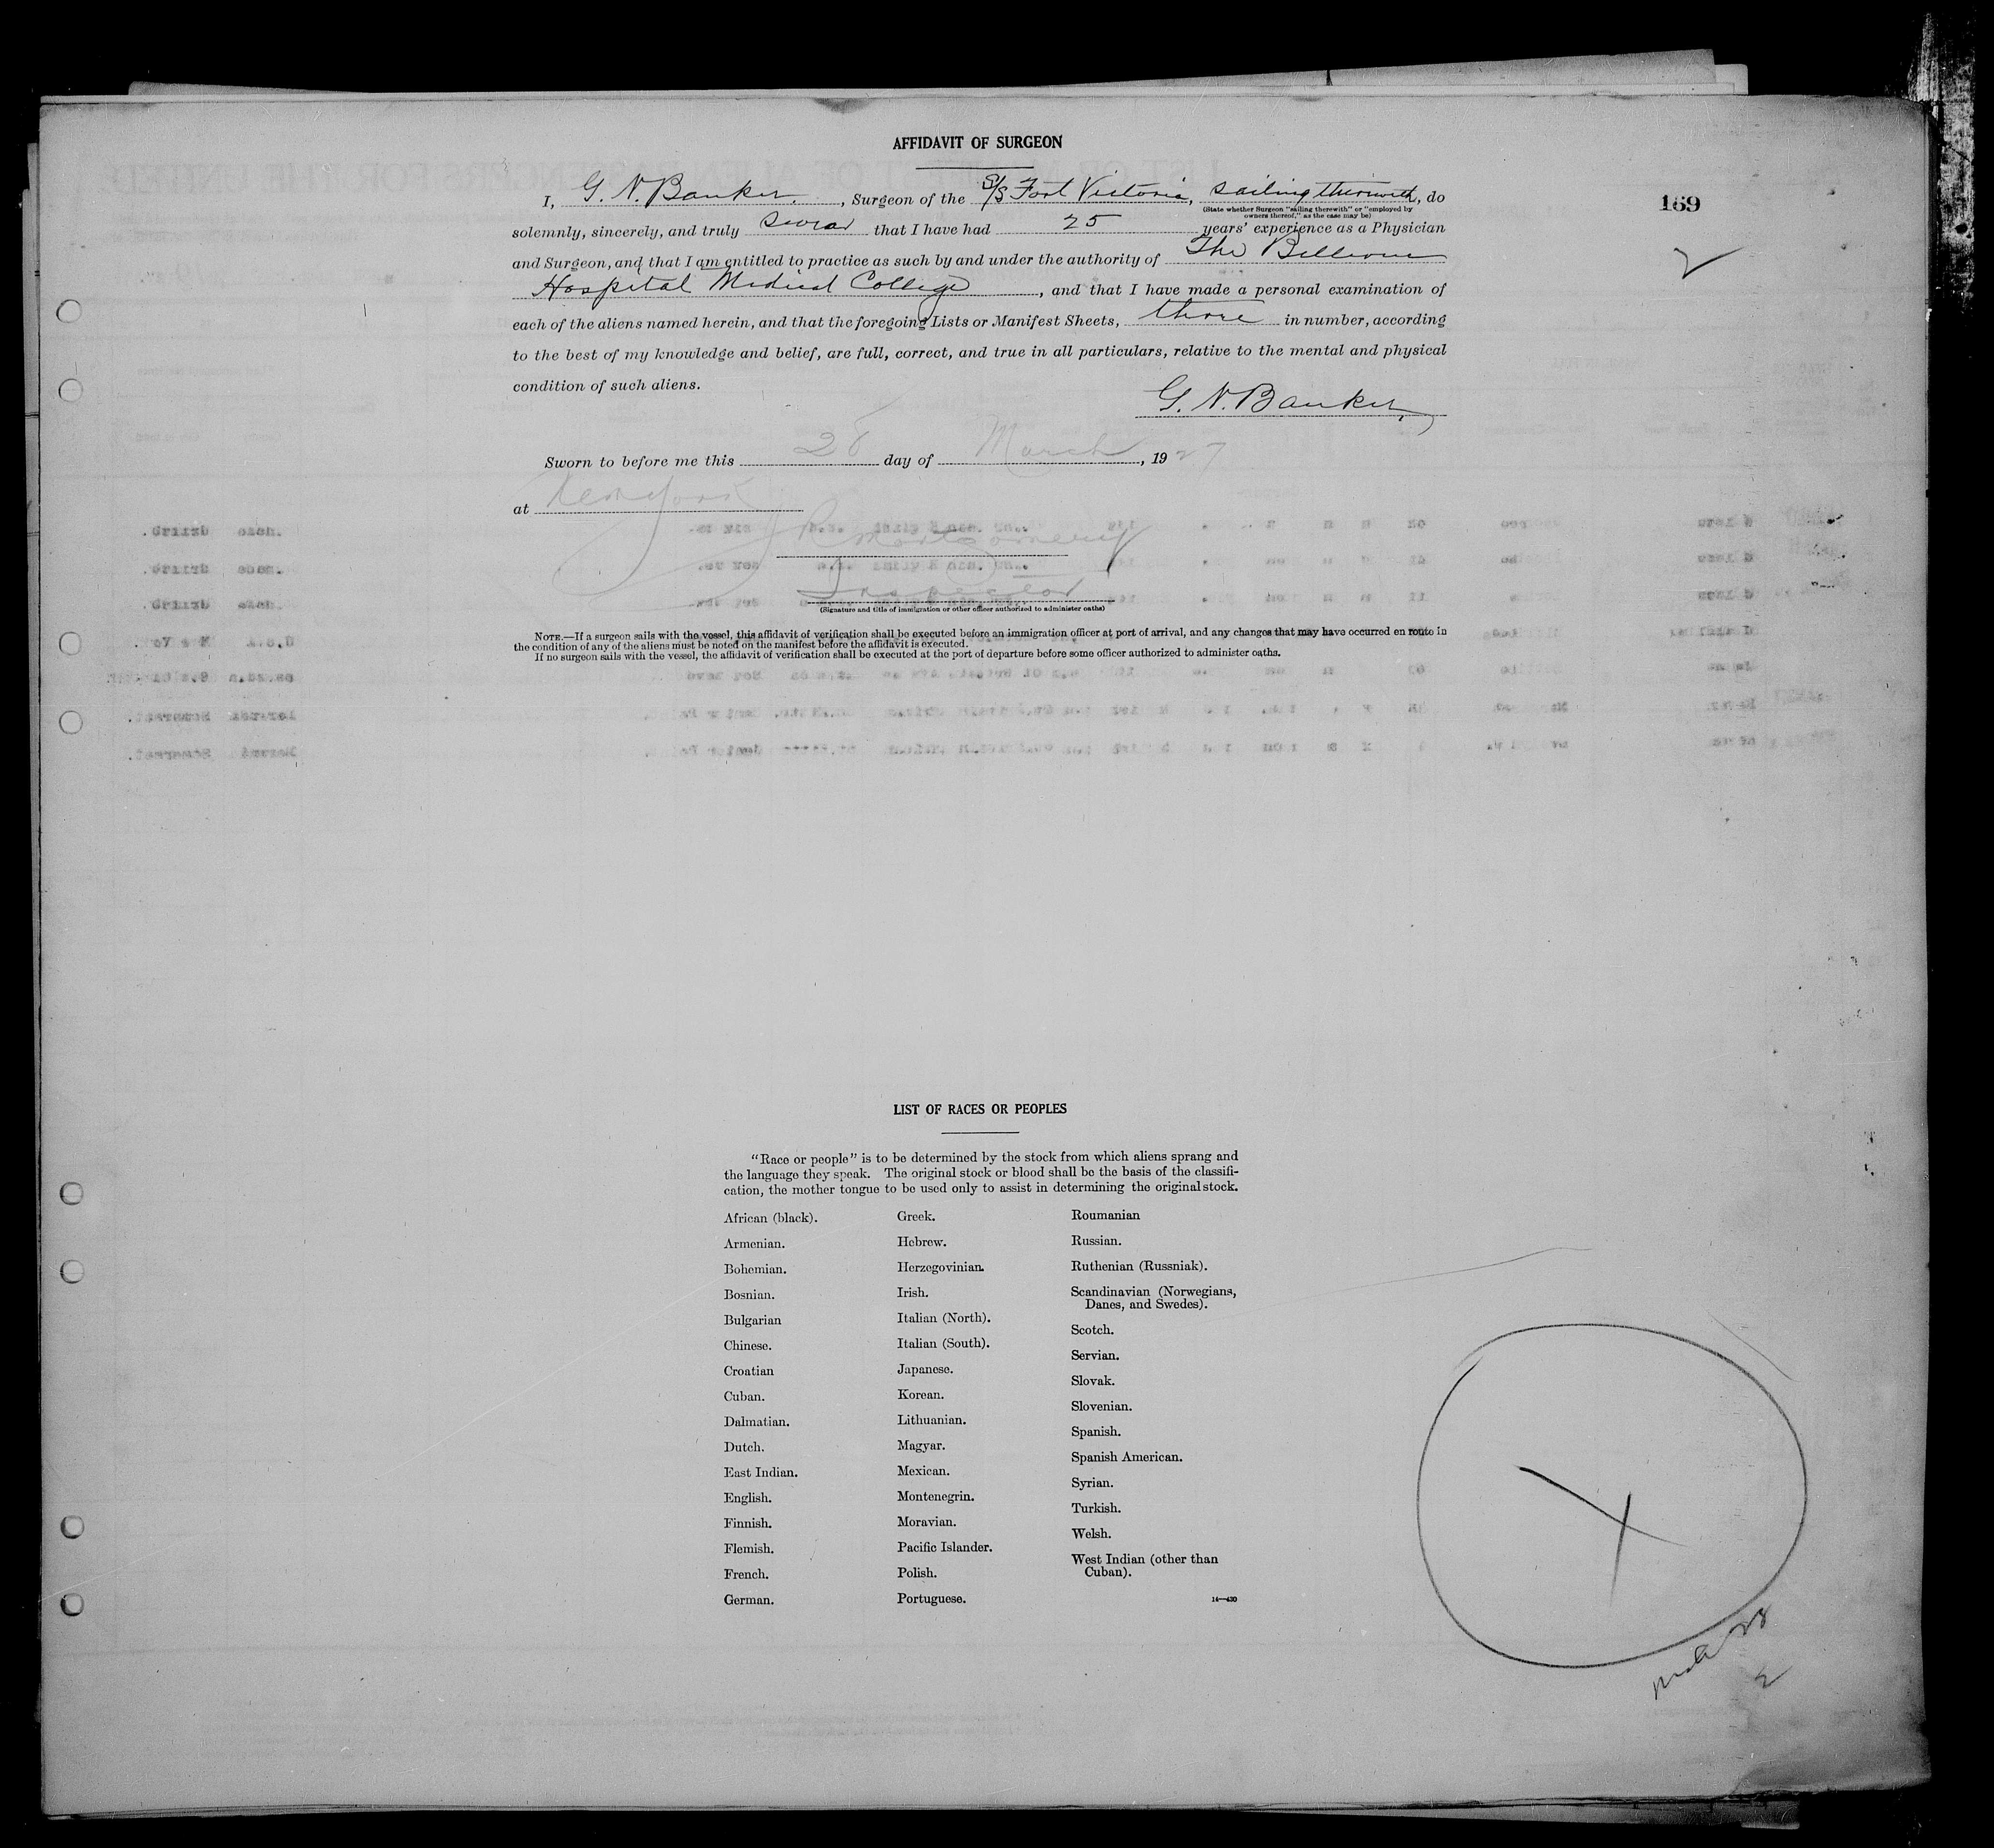 AFFIDAVIT OF SURGEON
169
I, G. N. Banker, Surgeon of the S/S Fort Victoria, sailing therewith, do
(State whether Surgeon "sailing therewith" or "employed by
owners thereof," as the case may be)
solemnly, sincerely, and truly swear that I have had 25 years' experience as a Physician
and Surgeon, and that I am entitled to practice as such by and under the authority of The Bellevue
Hospital Medical College, and that I have made a personal examination of
each of the aliens named herein, and that the foregoing Lists or Manifest Sheets, three in number, according
to the best of my knowledge and belief, are full, correct, and true in all particulars, relative to the mental and physical
condition of such aliens.
G. N. Banker
Sworn to before me this 28 day of March, 1927
at New York
Montgomery
Inspector
(Signature and title of immigration or other officer authorized to administer oaths)
NOTE.—If a surgeon sails with the vessel, this affidavit of verification shall be executed before an immigration officer at port of arrival, and any changes that may have occurred en route in
the condition of any of the aliens must be noted on the manifest before the affidavit is executed.
If no surgeon sails with the vessel, the affidavit of verification shall be executed at the port of departure before some officer authorized to administer oaths.
LIST OF RACES OR PEOPLES
"Race or people" is to be determined by the stock from which aliens sprang and
the language they speak. The original stock or blood shall be the basis of the classifi-
cation, the mother tongue to be used only to assist in determining the original stock.
African (black).
Armenian.
Bohemian.
Bosnian.
Bulgarian
Chinese.
Croatian
Cuban.
Dalmatian.
Dutch.
East Indian.
English.
Finnish.
Flemish.
French.
German.
Greek.
Hebrew.
Herzegovinian.
Irish.
Italian (North).
Italian (South).
Japanese.
Korean.
Lithuanian.
Magyar.
Mexican.
Montenegrin.
Moravian.
Pacific Islander.
Polish.
Portuguese.
Roumanian
Russian.
Ruthenian (Russniak).
Scandinavian (Norwegians,
Danes, and Swedes).
Scotch.
Servian.
Slovak.
Slovenian.
Spanish.
Spanish American.
Syrian.
Turkish.
Welsh.
West Indian (other than
Cuban).
14—430
X
28
2